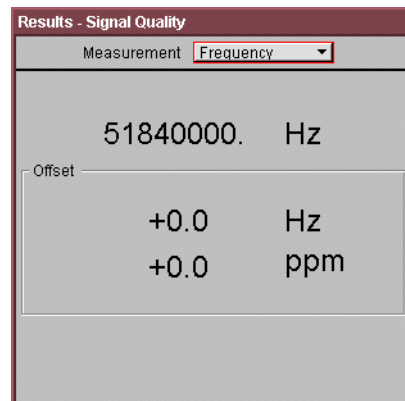 Results - Signal Quality
Measurement Frequency
51840000. Hz
Offset
+0.0 Hz
+0.0 ppm